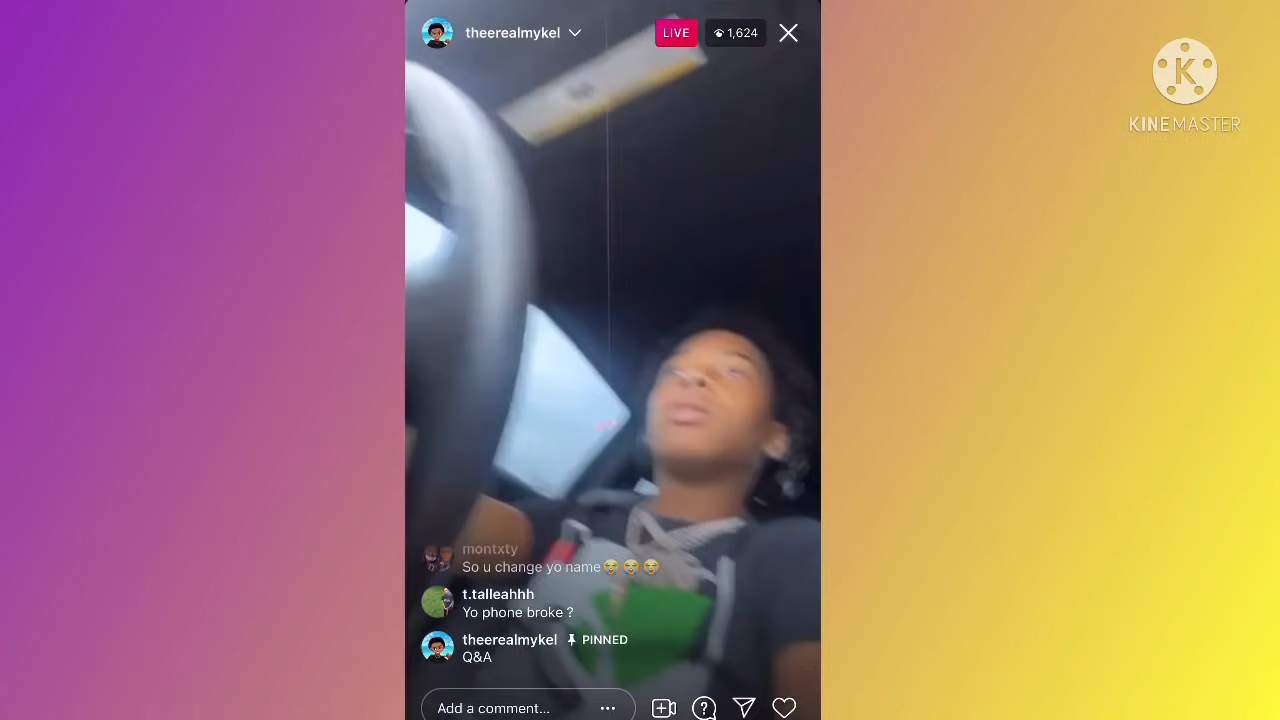 theerealmykel
LIVE
1,624
K
KINEMASTER
montxty
So u change yo name😭😭😭
t.talleahhh
Yo phone broke ?
theerealmykel PINNED
Q&A
Add a comment...